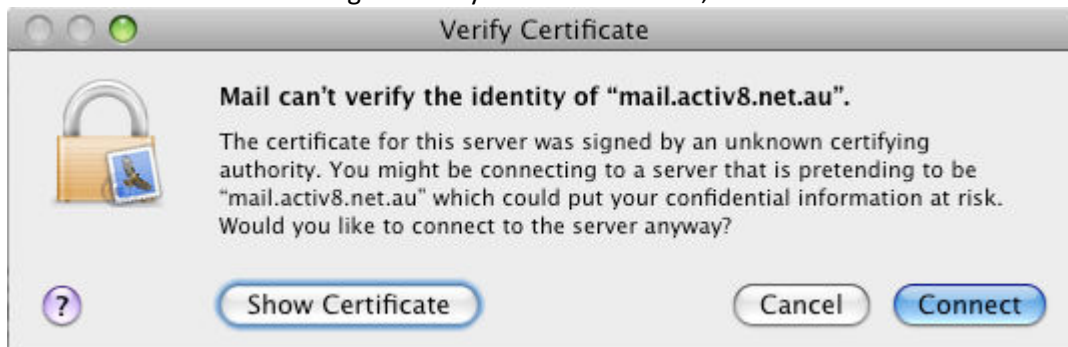 Verify Certificate
Mail can't verify the identity of “mail.activ8.net.au”.
The certificate for this server was signed by an unknown certifying
authority. You might be connecting to a server that is pretending to be
“mail.activ8.net.au” which could put your confidential information at risk.
Would you like to connect to the server anyway?
?
Show Certificate
Cancel
Connect